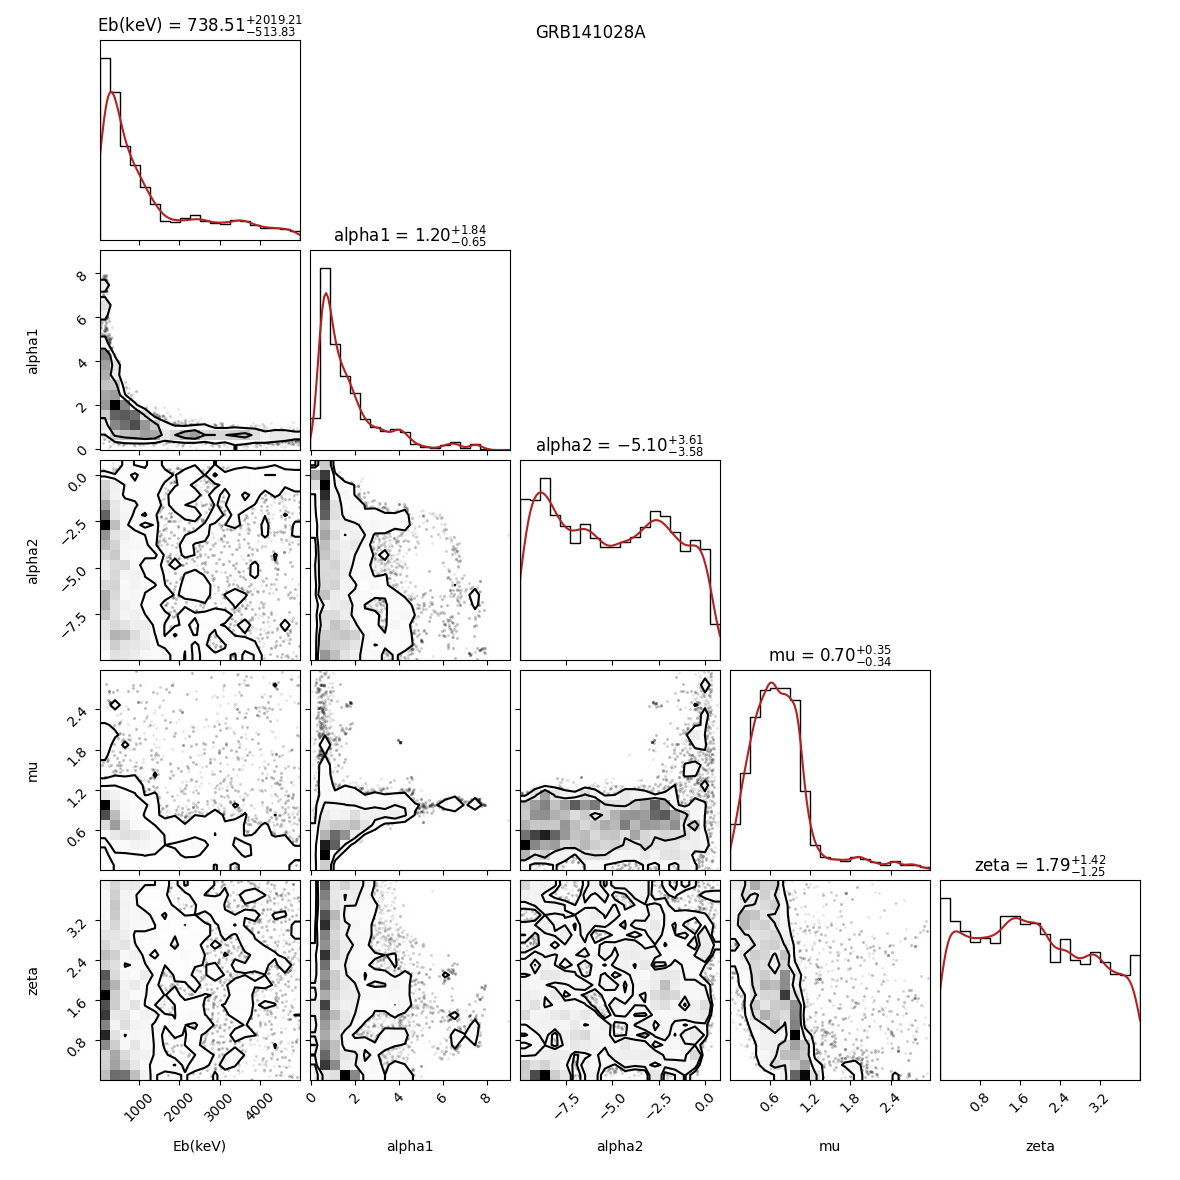 GRB141028A
Eb(keV) = 738.51+2019.21−513.83
alpha1 = 1.20+1.84−0.65
alpha1
8
6
4
2
0
alpha2 = −5.10+3.61−3.58
alpha2
0.0
−2.5
−5.0
−7.5
mu = 0.70+0.35−0.34
mu
2.4
1.8
1.2
0.6
zeta = 1.79+1.42−1.25
zeta
3.2
2.4
1.6
0.8
1000 2000 3000 4000 0 2 4 6 8 −7.5 −5.0 −2.5 0.0 0.6 1.2 1.8 2.4 0.8 1.6 2.4 3.2
Eb(keV) alpha1 alpha2 mu zeta